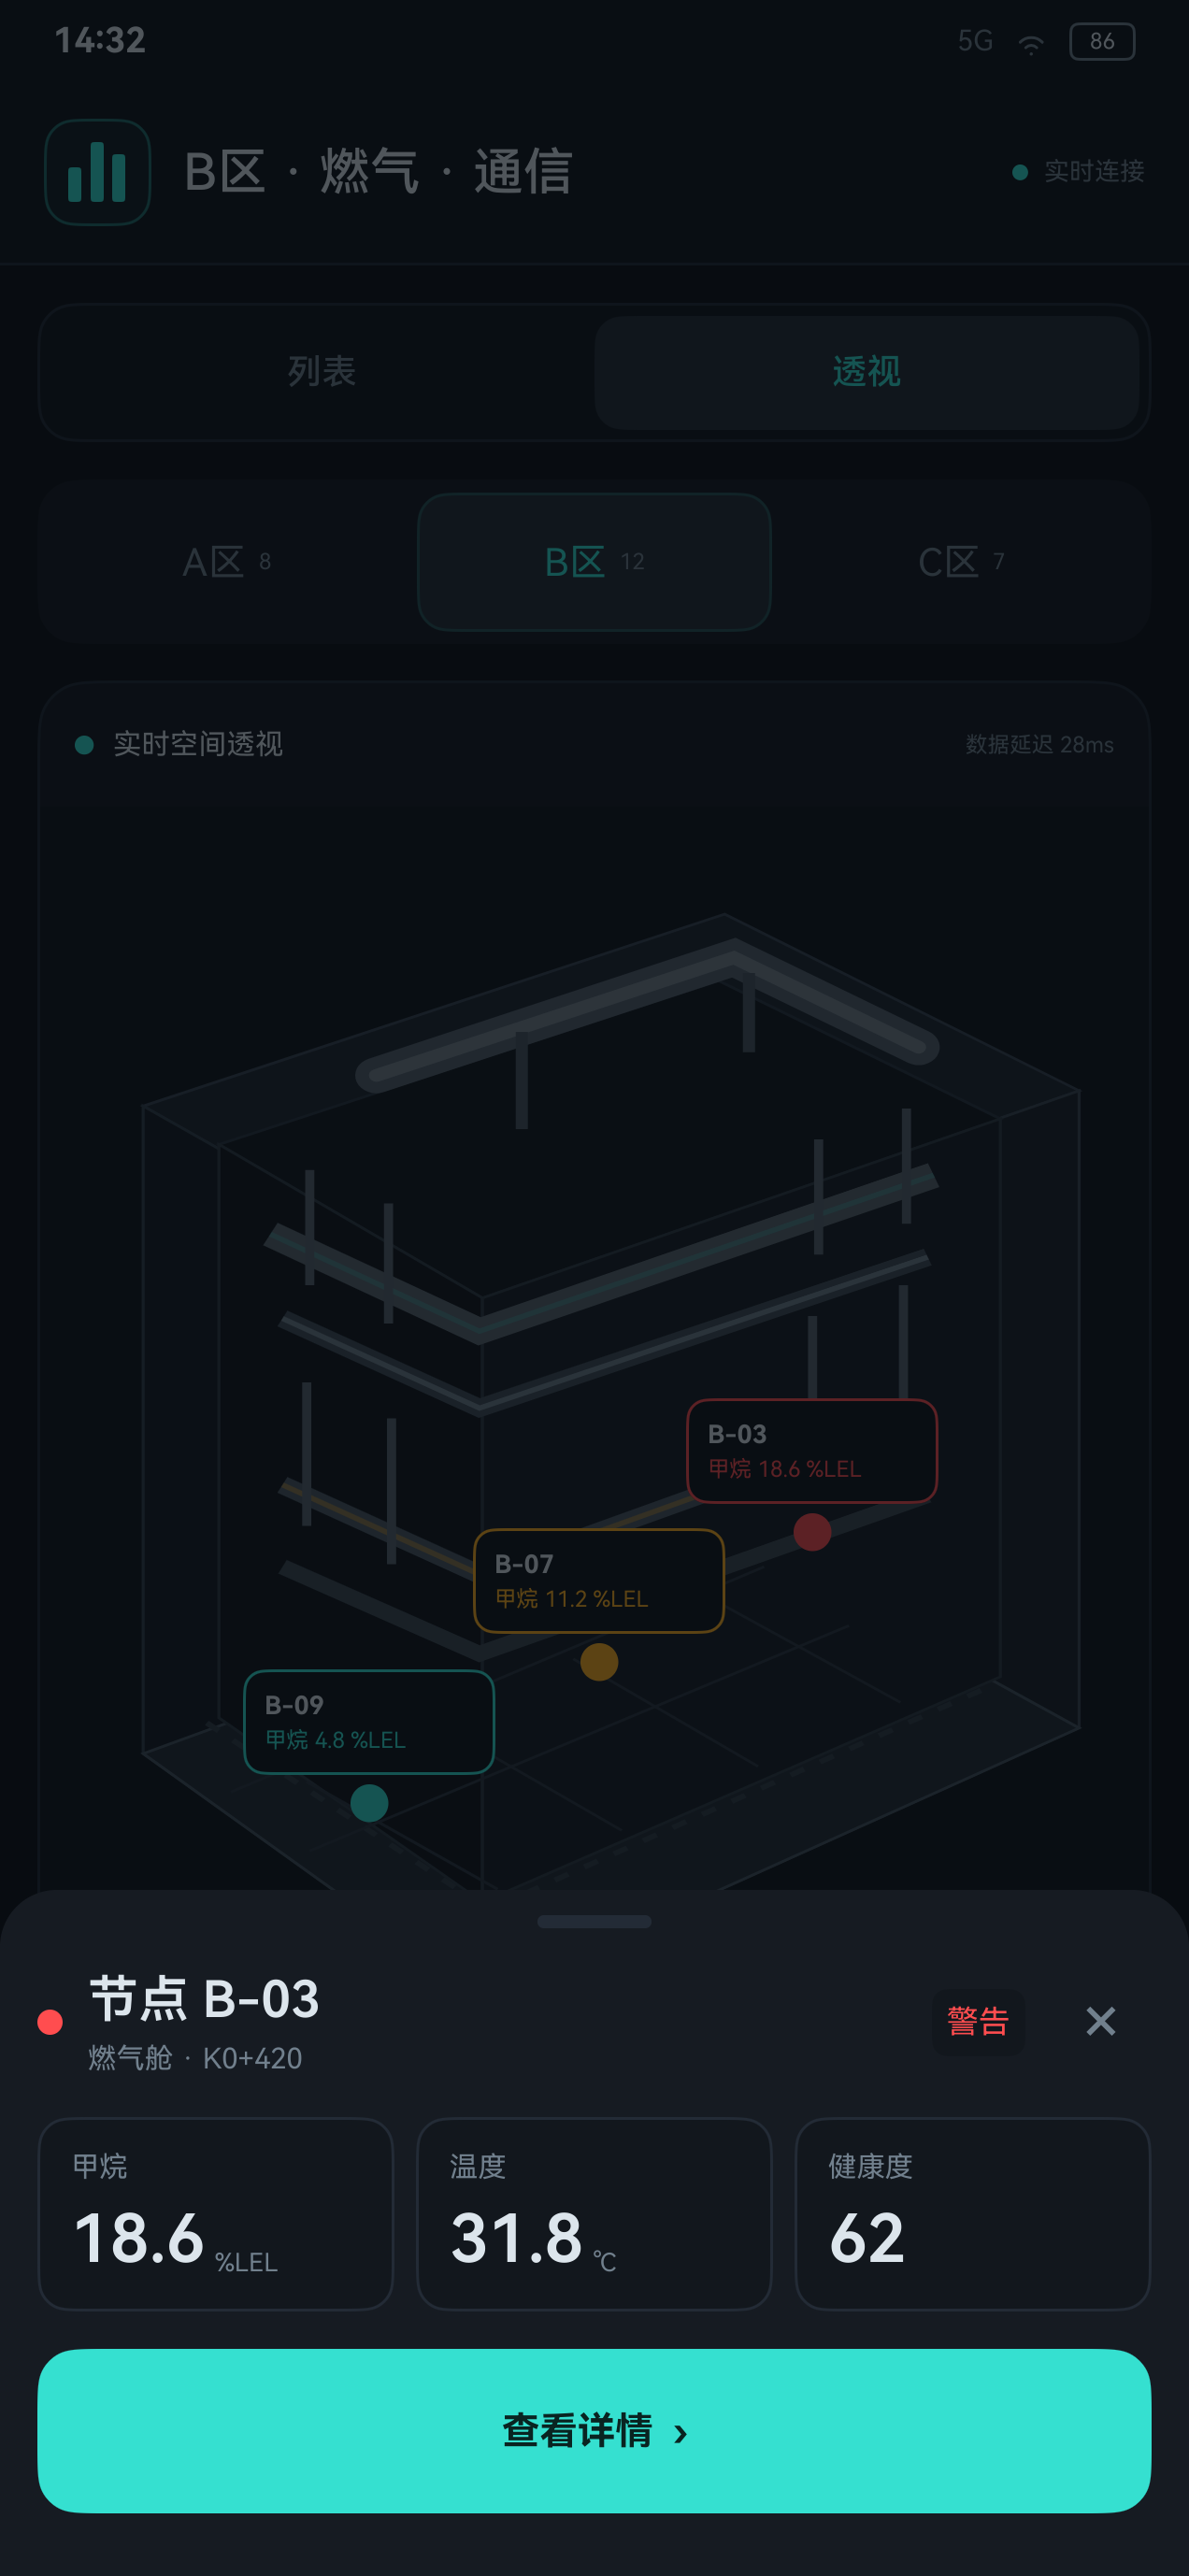 14:32
5G
86
B区 · 燃气 · 通信
实时连接
列表
透视
A区 8
B区 12
C区 7
实时空间透视
数据延迟 28ms
B-03
甲烷 18.6 %LEL
B-07
甲烷 11.2 %LEL
B-09
甲烷 4.8 %LEL
节点 B-03
燃气舱 · K0+420
警告
甲烷
18.6 %LEL
温度
31.8 ℃
健康度
62
查看详情 ›